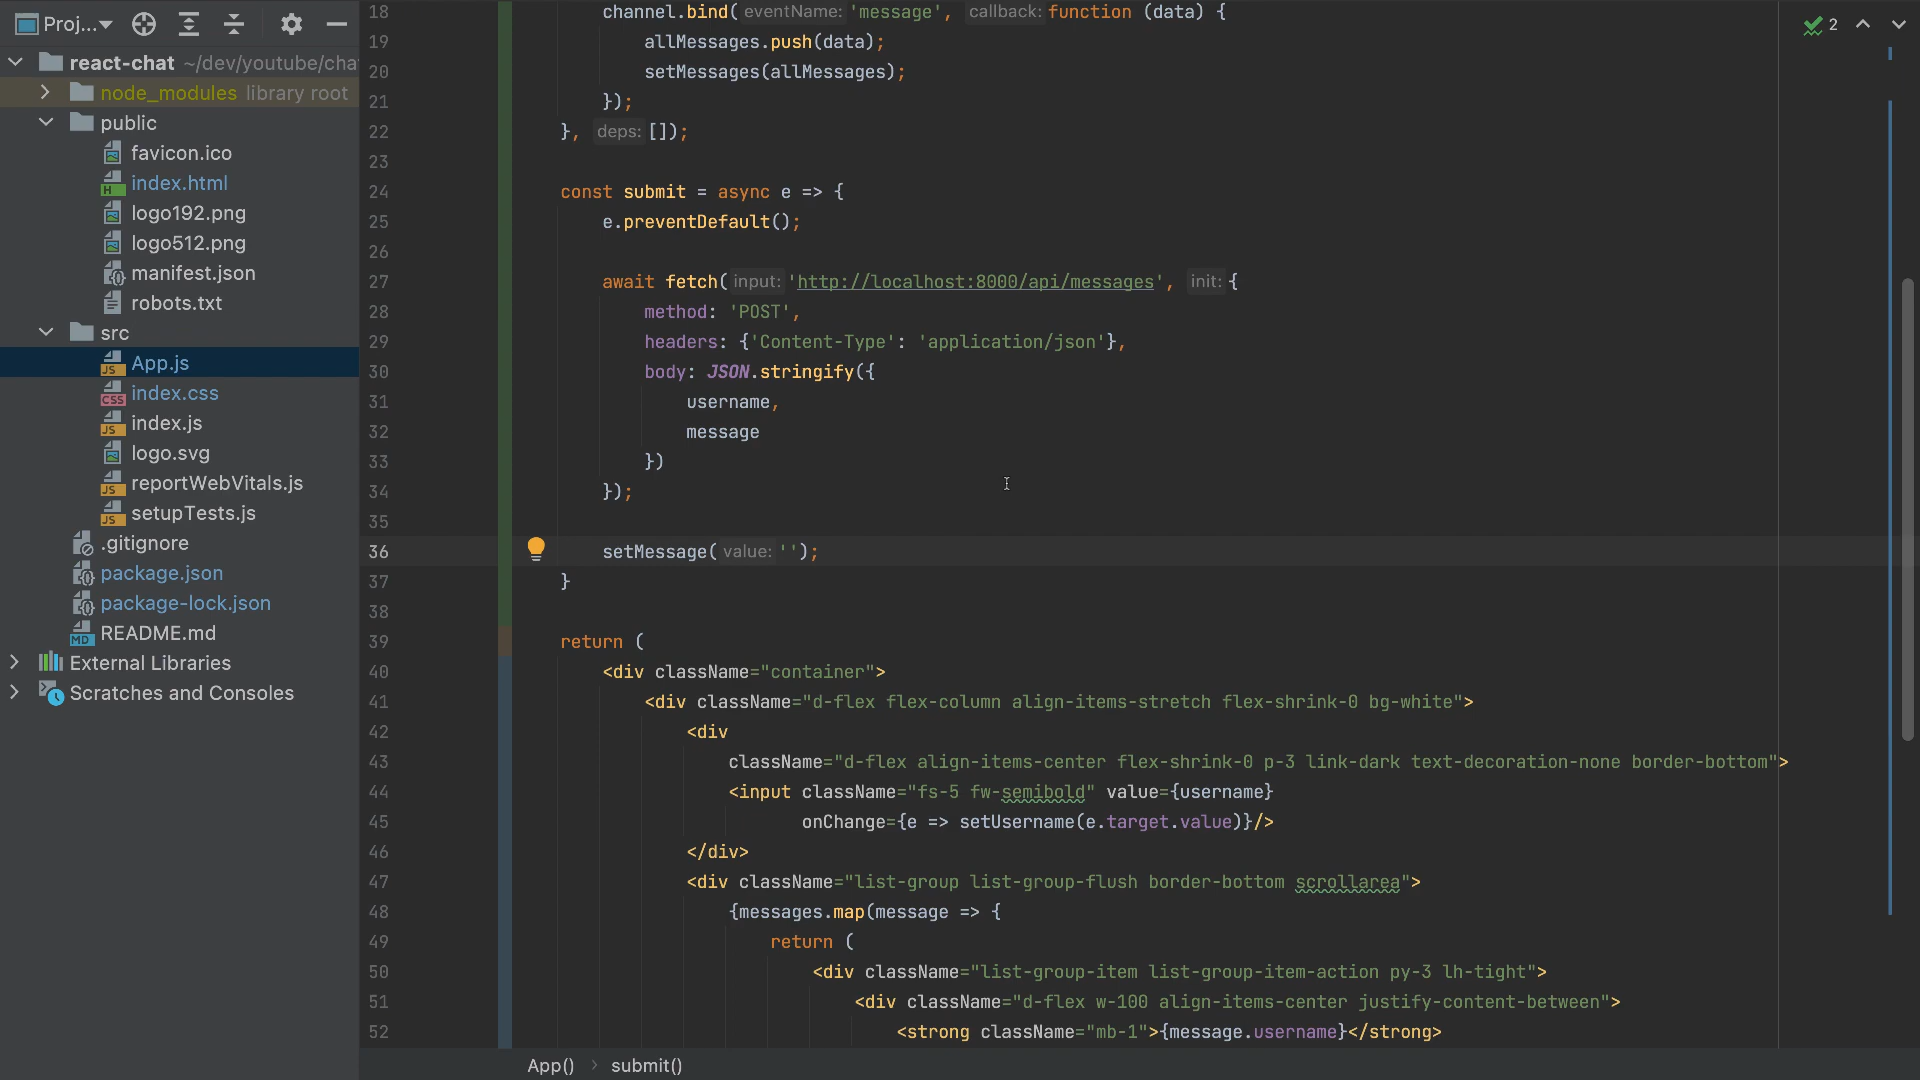 Proj...
react-chat ~/dev/youtube/cha
node_modules library root
public
favicon.ico
index.html
logo192.png
logo512.png
manifest.json
robots.txt
src
App.js
index.css
index.js
logo.svg
reportWebVitals.js
setupTests.js
.gitignore
package.json
package-lock.json
README.md
External Libraries
Scratches and Consoles
18 channel.bind( eventName: 'message', callback: function (data) {
19 allMessages.push(data);
20 setMessages(allMessages);
21 });
22 }, deps: []);
23
24 const submit = async e => {
25 e.preventDefault();
26
27 await fetch( input: 'http://localhost:8000/api/messages', init: {
28 method: 'POST',
29 headers: {'Content-Type': 'application/json'},
30 body: JSON.stringify({
31 username,
32 message
33 })
34 });
35
36 setMessage( value: '');
37 }
38
39 return (
40 <div className="container">
41 <div className="d-flex flex-column align-items-stretch flex-shrink-0 bg-white">
42 <div
43 className="d-flex align-items-center flex-shrink-0 p-3 link-dark text-decoration-none border-bottom">
44 <input className="fs-5 fw-semibold" value={username}
45 onChange={e => setUsername(e.target.value)}/>
46 </div>
47 <div className="list-group list-group-flush border-bottom scrollarea">
48 {messages.map(message => {
49 return (
50 <div className="list-group-item list-group-item-action py-3 lh-tight">
51 <div className="d-flex w-100 align-items-center justify-content-between">
52 <strong className="mb-1">{message.username}</strong>
2
App() > submit()